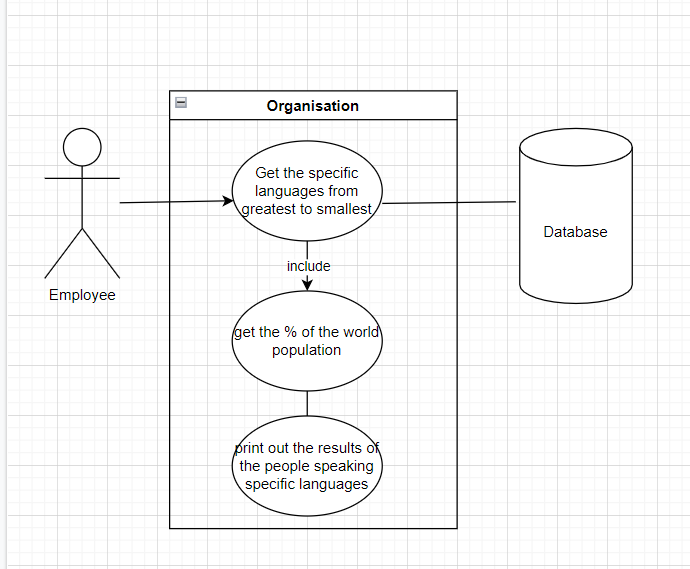 Organisation
Get the specific
languages from
greatest to smallest
Employee
Database
include
get the % of the world
population
print out the results of
the people speaking
specific languages